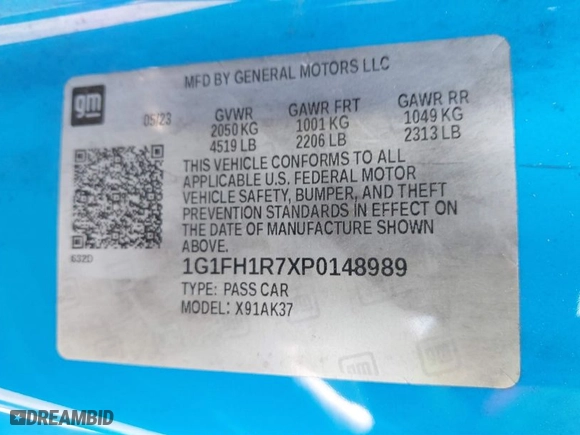 MFD BY GENERAL MOTORS LLC
gm
05/23
GVWR GAWR FRT GAWR RR
2050 KG 1001 KG 1049 KG
4519 LB 2206 LB 2313 LB
THIS VEHICLE CONFORMS TO ALL
APPLICABLE U.S. FEDERAL MOTOR
VEHICLE SAFETY, BUMPER, AND THEFT
PREVENTION STANDARDS IN EFFECT ON
THE DATE OF MANUFACTURE SHOWN
ABOVE.
632D
1G1FH1R7XP0148989
TYPE: PASS CAR
MODEL: X91AK37
DREAMBID